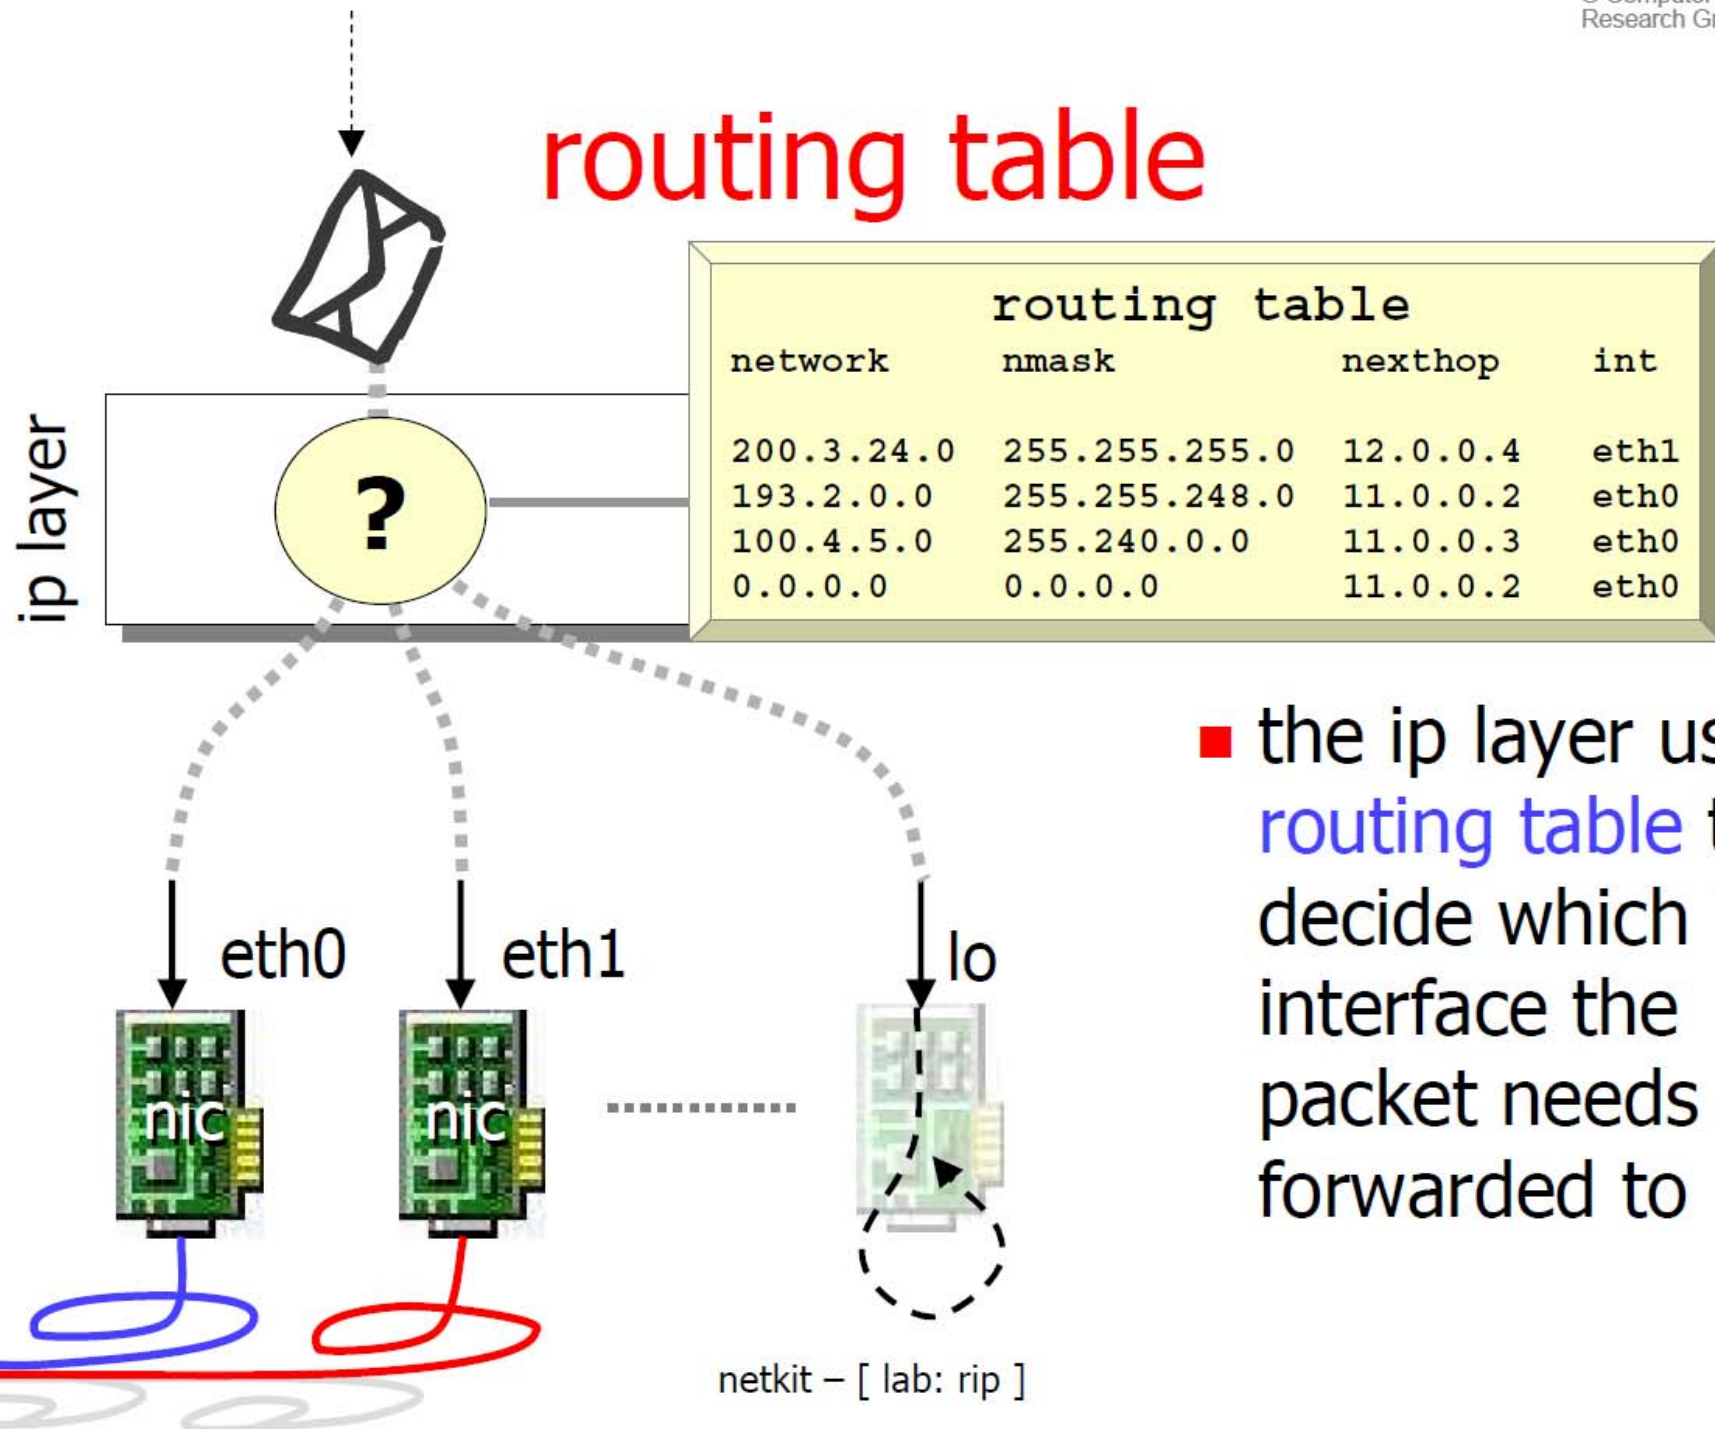 Research
routing table
routing table
network nmask nexthop int
200.3.24.0 255.255.255.0 12.0.0.4 eth1
193.2.0.0 255.255.248.0 11.0.0.2 eth0
100.4.5.0 255.240.0.0 11.0.0.3 eth0
0.0.0.0 0.0.0.0 11.0.0.2 eth0
ip layer
?
the ip layer
routing table
decide which
interface the
packet needs
forwarded to
eth0 eth1 lo
nic nic
netkit – [ lab: rip ]